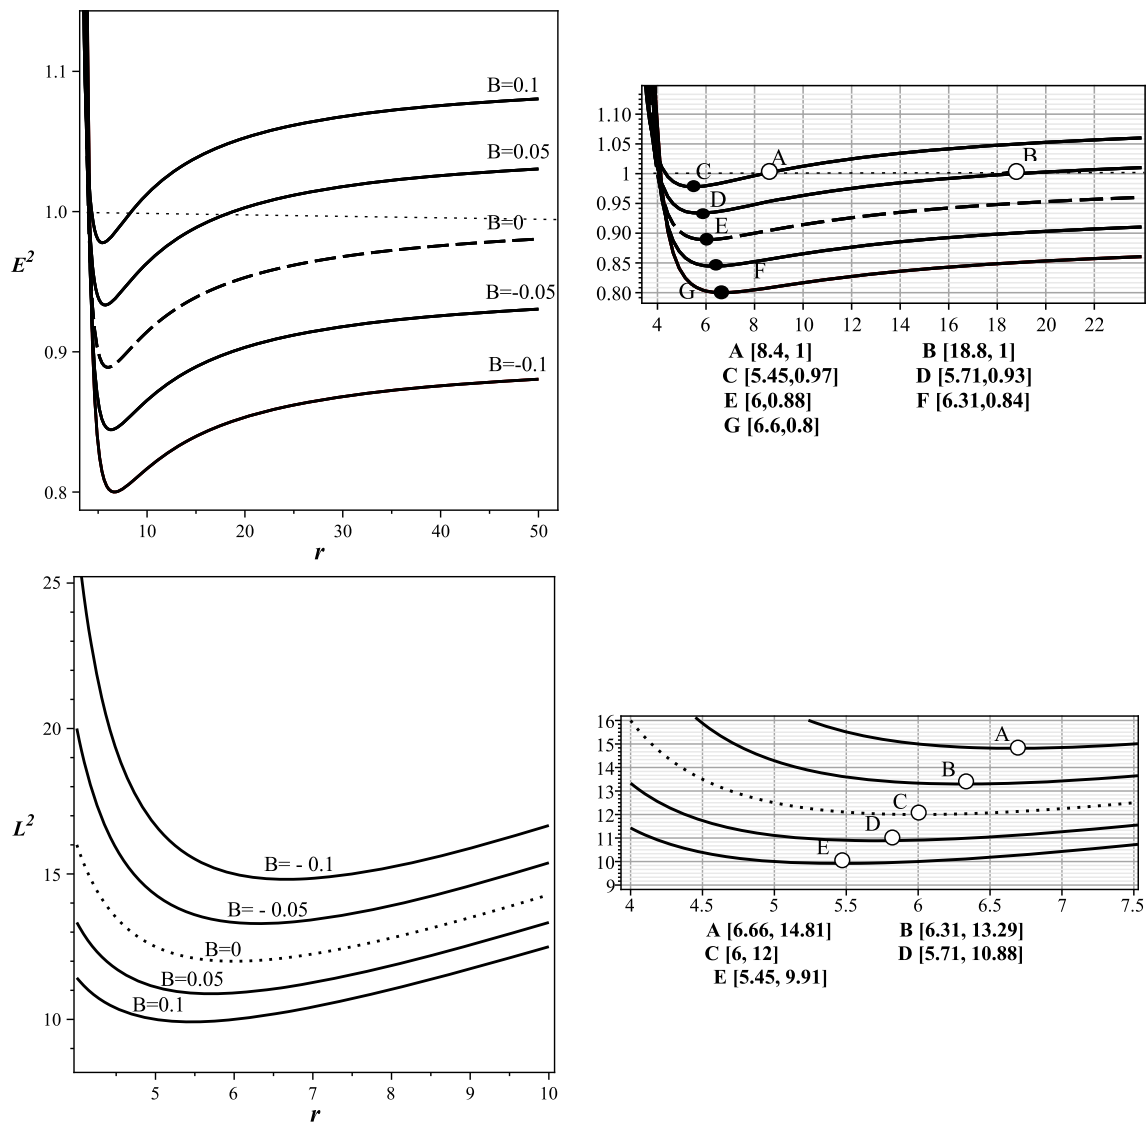 1.1
1.0
0.9
0.8
E²
B=0.1
B=0.05
B=0
B=-0.05
B=-0.1
10 20 30 40 50
r
1.10
1.05
1
0.95
0.90
0.85
0.80
A
B
C
D
E
F
G
4 6 8 10 12 14 16 18 20 22
A [8.4, 1] B [18.8, 1]
C [5.45,0.97] D [5.71,0.93]
E [6,0.88] F [6.31,0.84]
G [6.6,0.8]
25
20
15
10
L²
B= - 0.1
B= - 0.05
B=0
B=0.05
B=0.1
5 6 7 8 9 10
r
16
15
14
13
12
11
10
9
A
B
C
D
E
4 4.5 5 5.5 6 6.5 7 7.5
A [6.66, 14.81] B [6.31, 13.29]
C [6, 12] D [5.71, 10.88]
E [5.45, 9.91]